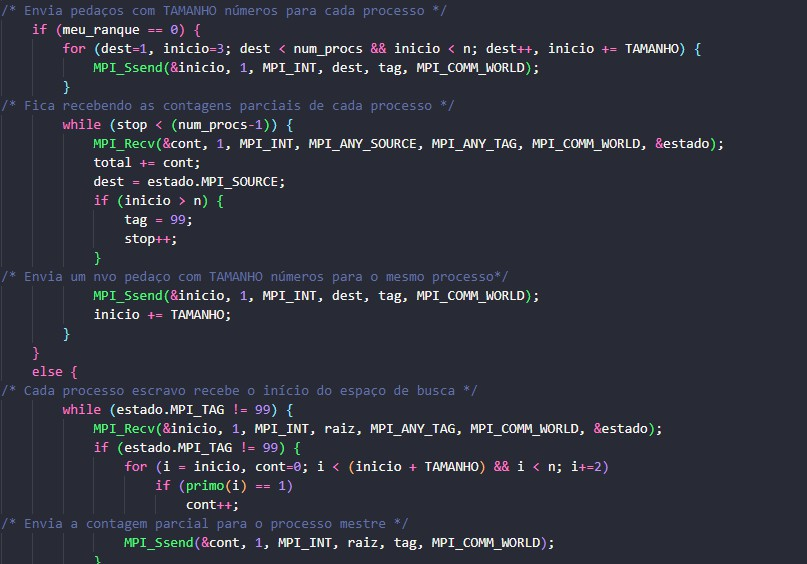 /* Envia pedaços com TAMANHO números para cada processo */
    if (meu_ranque == 0) {
        for (dest=1, inicio=3; dest < num_procs && inicio < n; dest++, inicio += TAMANHO) {
            MPI_Ssend(&inicio, 1, MPI_INT, dest, tag, MPI_COMM_WORLD);
        }
/* Fica recebendo as contagens parciais de cada processo */
        while (stop < (num_procs-1)) {
            MPI_Recv(&cont, 1, MPI_INT, MPI_ANY_SOURCE, MPI_ANY_TAG, MPI_COMM_WORLD, &estado);
            total += cont;
            dest = estado.MPI_SOURCE;
            if (inicio > n) {
                tag = 99;
                stop++;
            }
/* Envia um nvo pedaço com TAMANHO números para o mesmo processo*/
            MPI_Ssend(&inicio, 1, MPI_INT, dest, tag, MPI_COMM_WORLD);
            inicio += TAMANHO;
        }
    }
    else {
/* Cada processo escravo recebe o início do espaço de busca */
        while (estado.MPI_TAG != 99) {
            MPI_Recv(&inicio, 1, MPI_INT, raiz, MPI_ANY_TAG, MPI_COMM_WORLD, &estado);
            if (estado.MPI_TAG != 99) {
                for (i = inicio, cont=0; i < (inicio + TAMANHO) && i < n; i+=2)
                    if (primo(i) == 1)
                        cont++;
/* Envia a contagem parcial para o processo mestre */
                MPI_Ssend(&cont, 1, MPI_INT, raiz, tag, MPI_COMM_WORLD);
            }